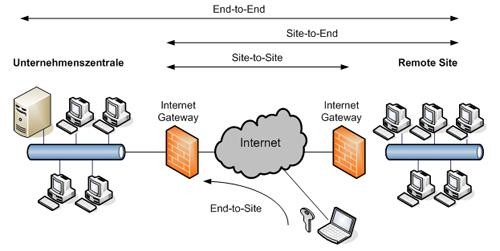 End-to-End
Site-to-End
Site-to-Site
Unternehmenszentrale
Remote Site
Internet
Gateway
Internet
Gateway
Internet
End-to-Site